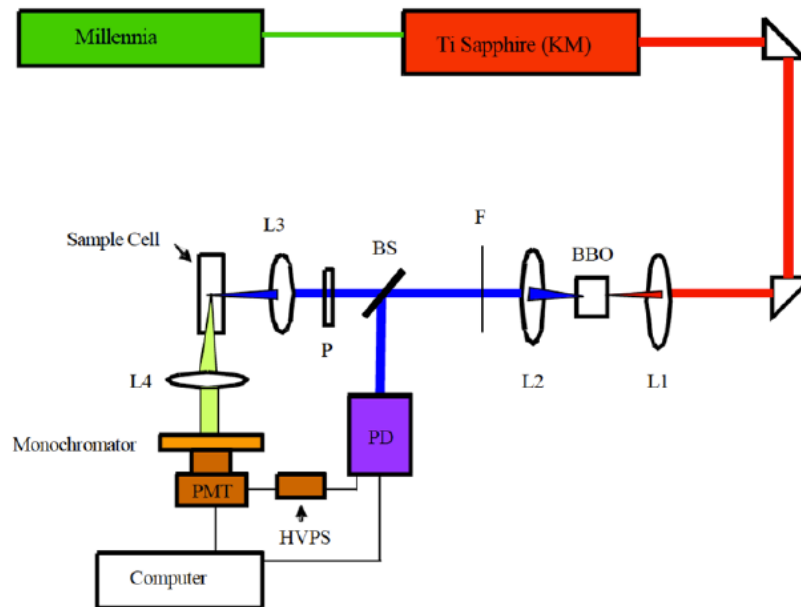 Millennia
Ti Sapphire (KM)
Sample Cell
L3
BS
F
BBO
P
L4
L2
L1
Monochromator
PD
PMT
HVPS
Computer